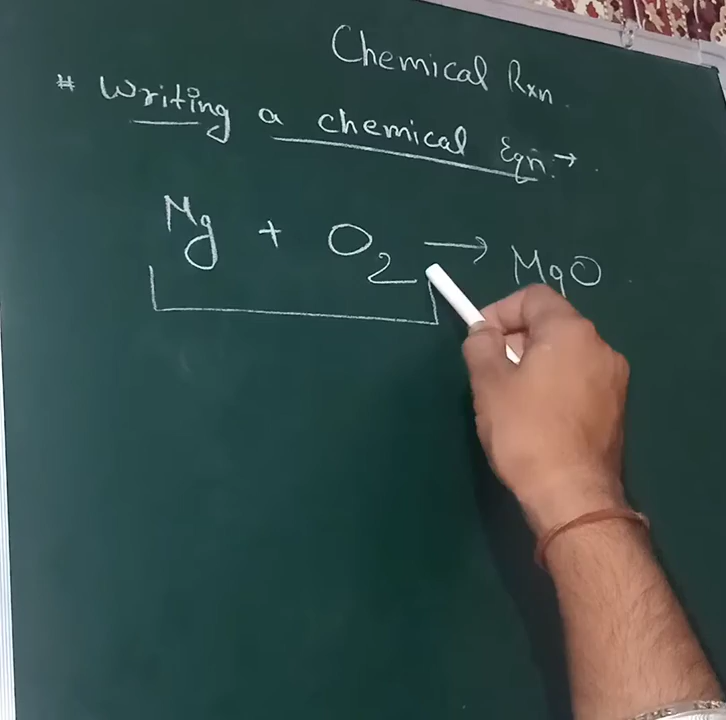 Chemical Rxn.
# Writing a chemical Eqn. → .
Mg + O2 → MgO